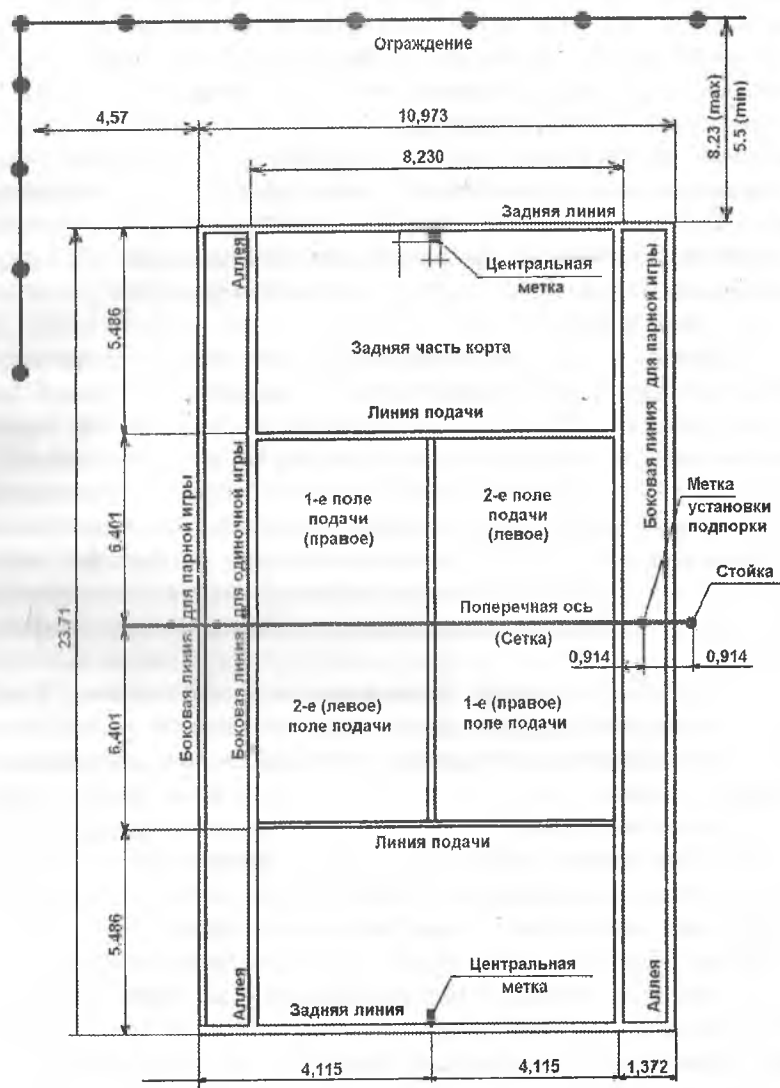 Ограждение
8.23 (max)
5.5 (min)
4,57
10,973
8,230
Задняя линия
Аллея
Центральная
метка
5.486
Задняя часть корта
Линия подачи
Боковая линия для парной игры
1-е поле
подачи
(правое)
2-е поле
подачи
(левое)
Метка
установки
подпорки
6.401
Боковая линия для парной игры
Боковая линия для одиночной игры
Стойка
Поперечная ось
(Сетка)
23.71
0,914
0,914
2-е (левое)
поле подачи
1-е (правое)
поле подачи
6.401
Линия подачи
5.486
Центральная
метка
Задняя линия
Аллея
Аллея
4,115
4,115
1,372